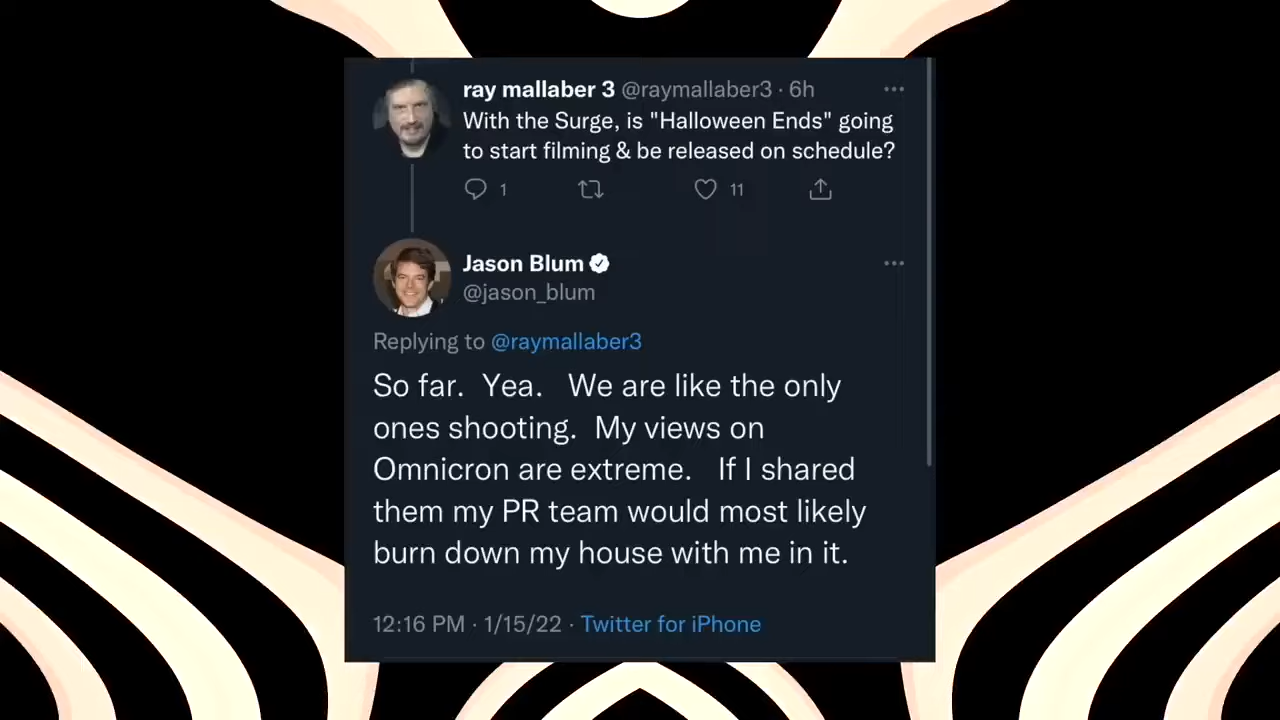 ray mallaber 3 @raymallaber3 · 6h
With the Surge, is "Halloween Ends" going
to start filming & be released on schedule?
1 11
Jason Blum
@jason_blum
Replying to @raymallaber3
So far. Yea. We are like the only
ones shooting. My views on
Omnicron are extreme. If I shared
them my PR team would most likely
burn down my house with me in it.
12:16 PM · 1/15/22 · Twitter for iPhone